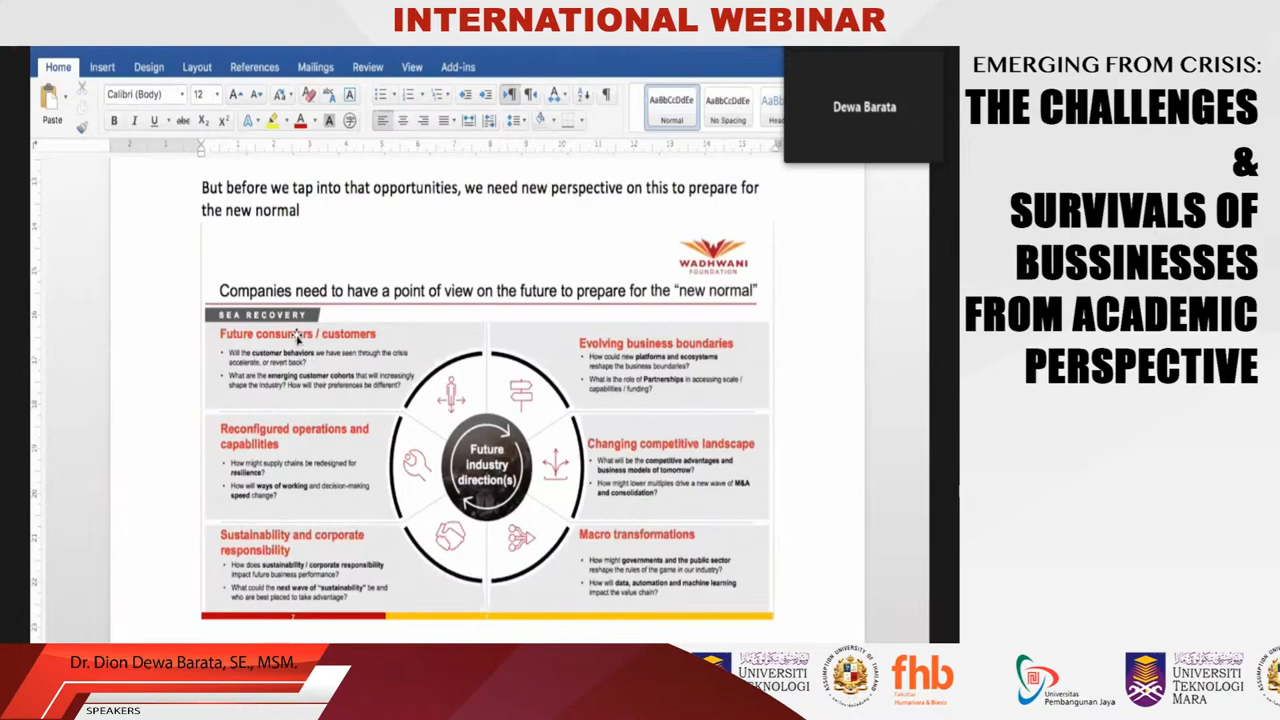 INTERNATIONAL WEBINAR
EMERGING FROM CRISIS:
THE CHALLENGES
&
SURVIVALS OF
BUSSINESSES
FROM ACADEMIC
PERSPECTIVE
Home Insert Design Layout References Mailings Review View Add-ins
Paste
Calibri (Body) 12
AaBbCcDdEe
Normal
AaBbCcDdEe
No Spacing
Dewa Barata
But before we tap into that opportunities, we need new perspective on this to prepare for
the new normal
WADHWANI
FOUNDATION
Companies need to have a point of view on the future to prepare for the “new normal”
SEA RECOVERY
Future consumers / customers
• Will the customer behaviors we have seen through the crisis
accelerate, or revert back?
• What are the emerging customer cohorts that will increasingly
shape the industry? How will their preferences be different?
Reconfigured operations and
capabilities
• How might supply chains be redesigned for
resilience?
• How will ways of working and decision-making
speed change?
Sustainability and corporate
responsibility
• How does sustainability / corporate responsibility
impact future business performance?
• What could the next wave of “sustainability” be and
who are best placed to take advantage?
Future
industry
direction(s)
Evolving business boundaries
• How could new platforms and ecosystems
reshape the business boundaries?
• What is the role of Partnerships in accessing scale /
capabilities / funding?
Changing competitive landscape
• What will be the competitive advantages and
business models of tomorrow?
• How might lower multiples drive a new wave of M&A
and consolidation?
Macro transformations
• How might governments and the public sector
reshape the rules of the game in our industry?
• How will data, automation and machine learning
impact the value chain?
Dr. Dion Dewa Barata, SE., MSM.
SPEAKERS
UNIVERSITI
TEKNOLOGI
ASSUMPTION UNIVERSITY OF THAILAND
fhb
Fakultas
Humaniora & Bisnis
Universitas
Pembangunan Jaya
UNIVERSITI
TEKNOLOGI
MARA